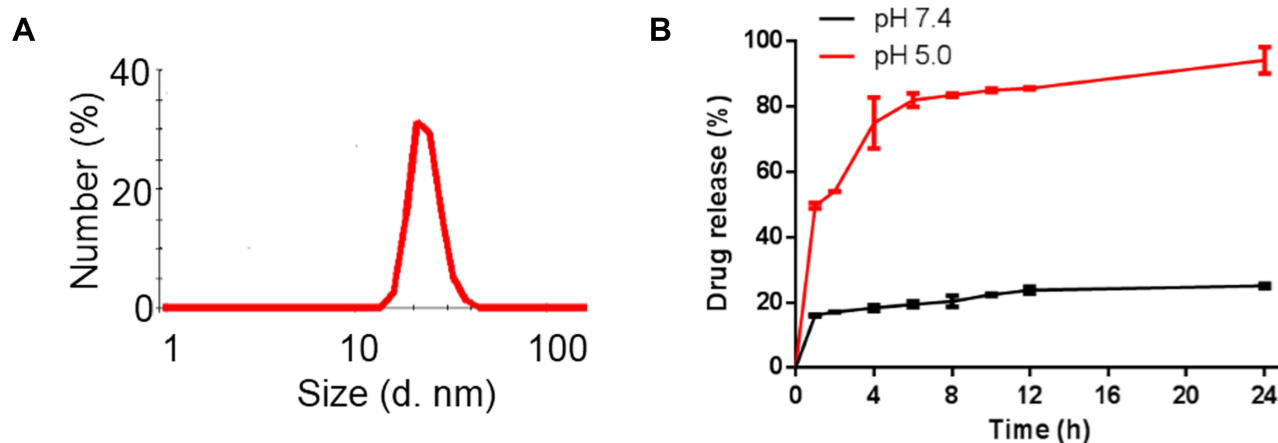 A
40
20
0
Number (%)
1 10 100
Size (d. nm)
B
pH 7.4
pH 5.0
100
80
60
40
20
0
Drug release (%)
0 4 8 12 16 20 24
Time (h)